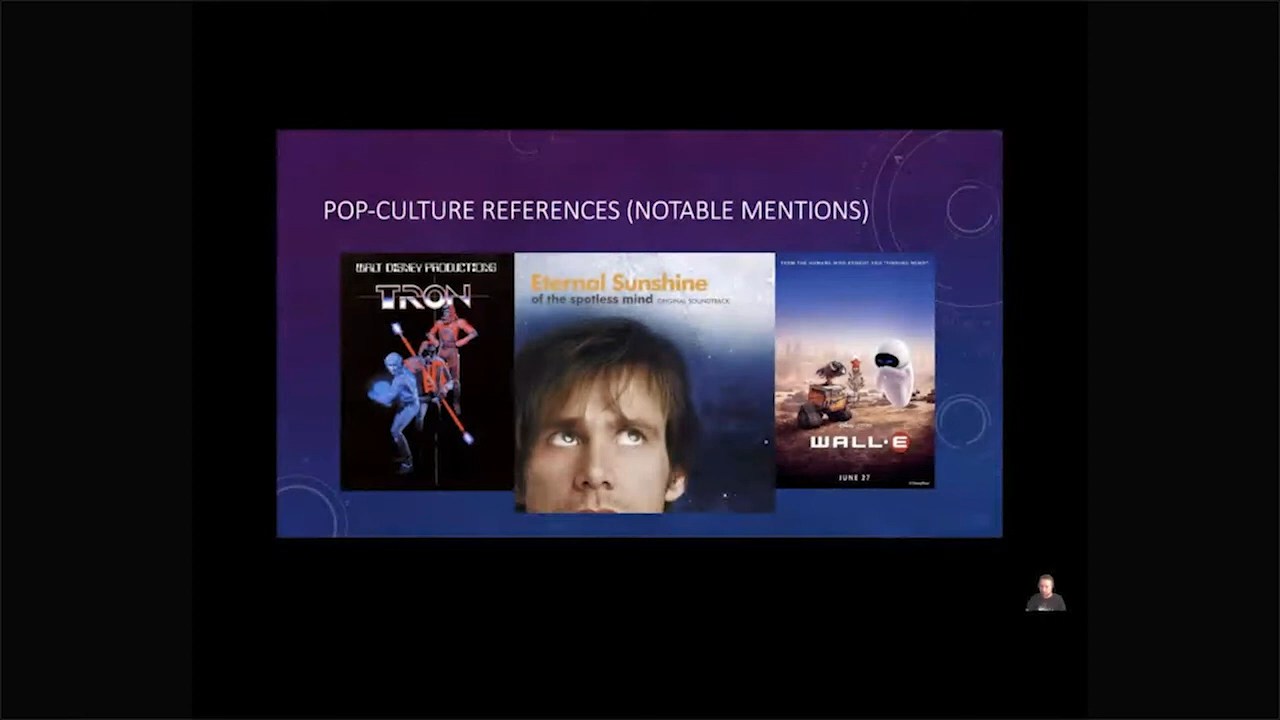 POP-CULTURE REFERENCES (NOTABLE MENTIONS)
WALT DISNEY PRODUCTIONS
TRON
Eternal Sunshine
of the spotless mind ORIGINAL SOUNDTRACK
WALL·E
JUNE 27